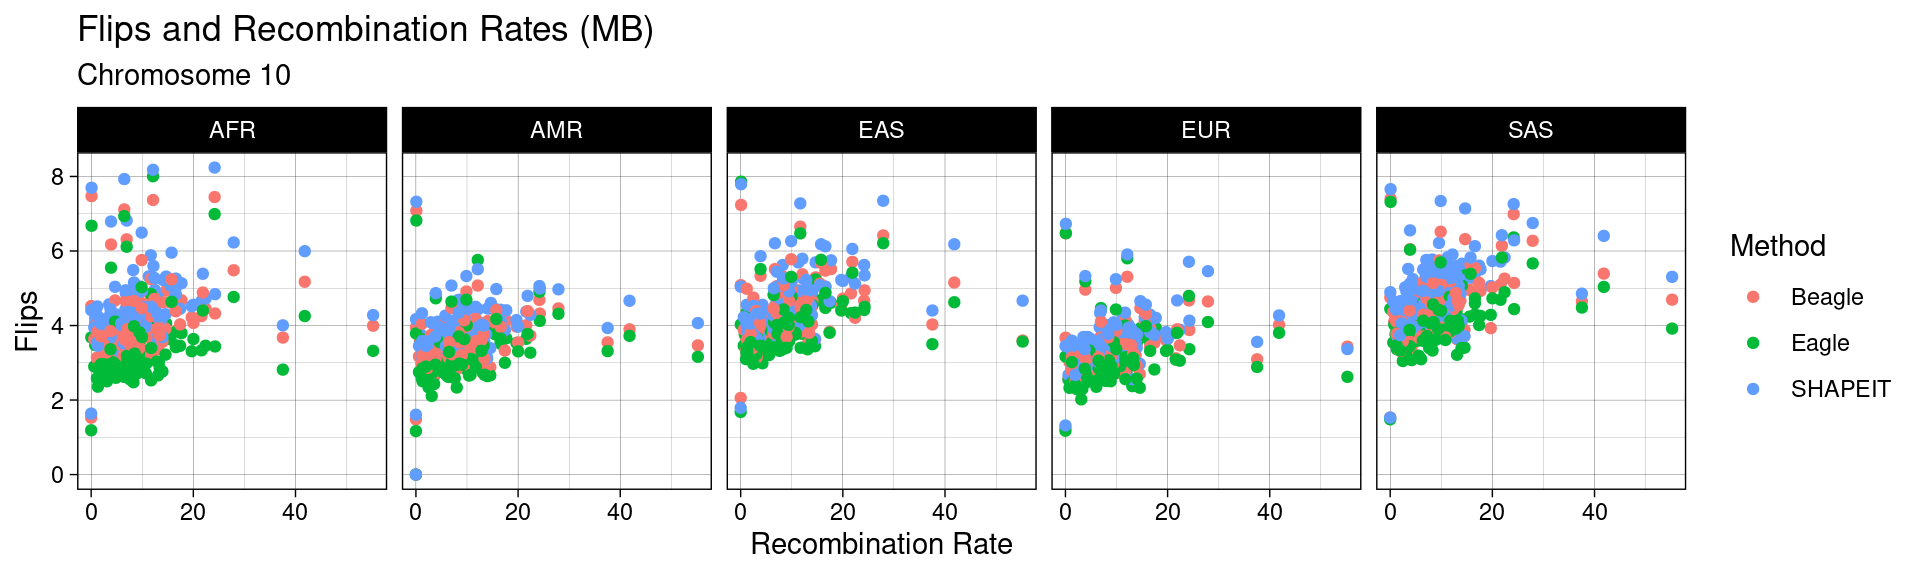 Flips and Recombination Rates (MB)
Chromosome 10
AFR AMR EAS EUR SAS
8
6
4
2
0
Flips
0 20 40 0 20 40 0 20 40 0 20 40 0 20 40
Recombination Rate
Method
Beagle
Eagle
SHAPEIT